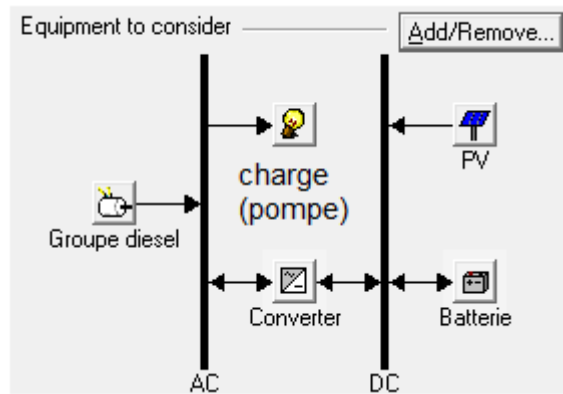 Equipment to consider
Add/Remove...
charge
(pompe)
PV
Groupe diesel
Converter
Batterie
AC
DC